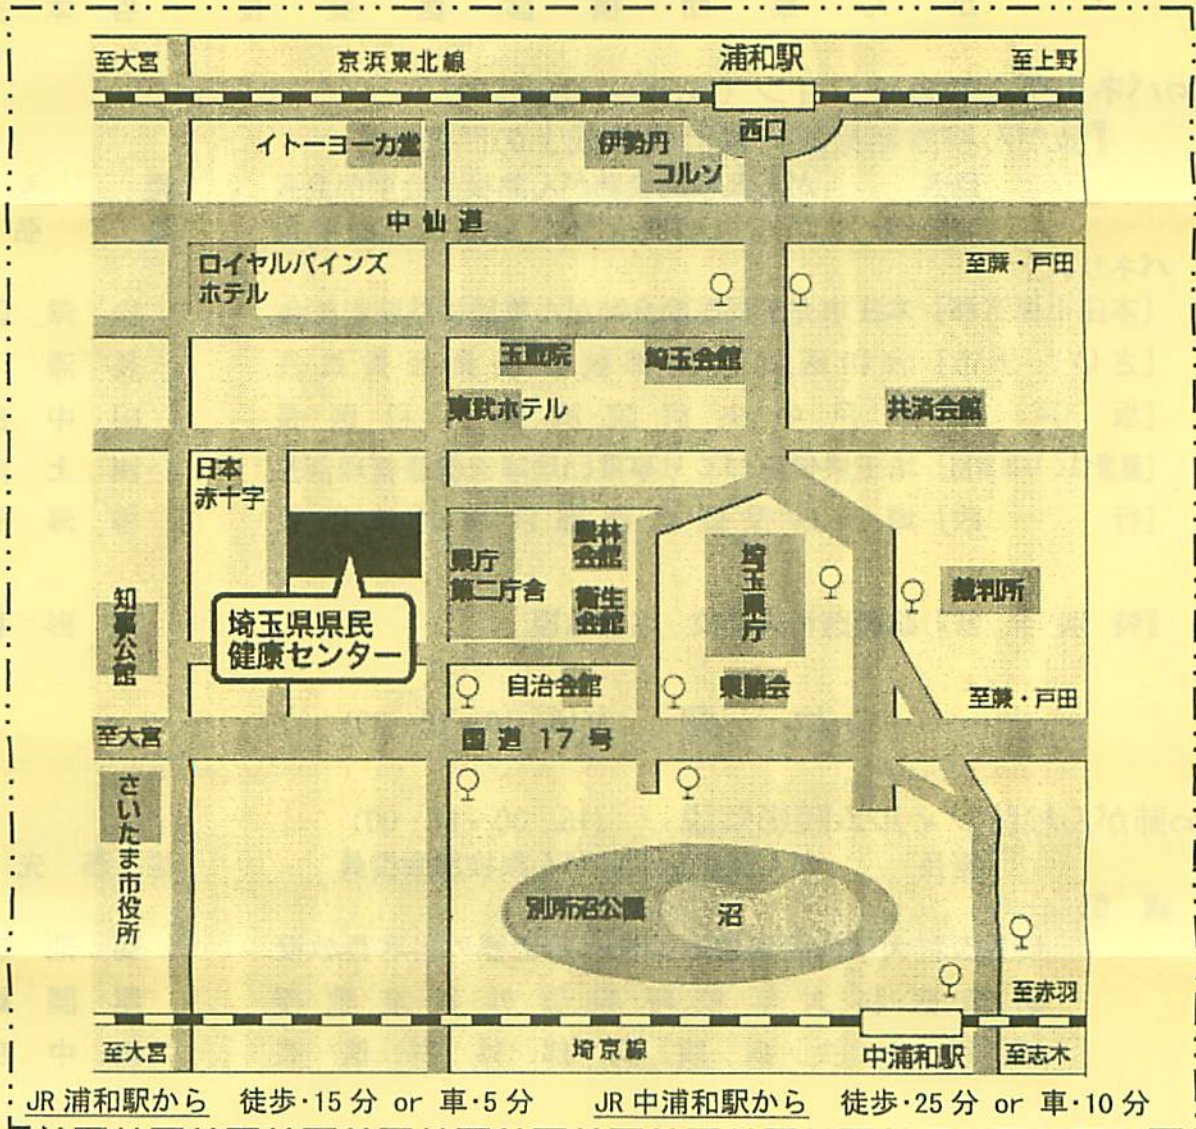 至大宮
京浜東北線
浦和駅
至上野
西口
イトーヨーカ堂
伊勢丹
コルソ
中仙道
ロイヤルパインズ
ホテル
至蕨・戸田
玉蔵院
埼玉会館
東武ホテル
共済会館
日本
赤十字
農林
会館
県庁
第二庁舎
衛生
会館
埼玉県庁
裁判所
知事公館
埼玉県県民
健康センター
自治会館
県議会
至蕨・戸田
至大宮
国道17号
さいたま市役所
別所沼公園
沼
至赤羽
至大宮
埼京線
中浦和駅
至志木
JR浦和駅から 徒歩・15分 or 車・5分 JR中浦和駅から 徒歩・25分 or 車・10分